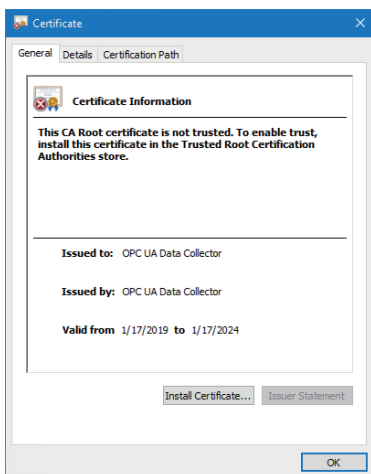 Certificate
General Details Certification Path
Certificate Information
This CA Root certificate is not trusted. To enable trust,
install this certificate in the Trusted Root Certification
Authorities store.
Issued to: OPC UA Data Collector
Issued by: OPC UA Data Collector
Valid from 1/17/2019 to 1/17/2024
Install Certificate... Issuer Statement
OK